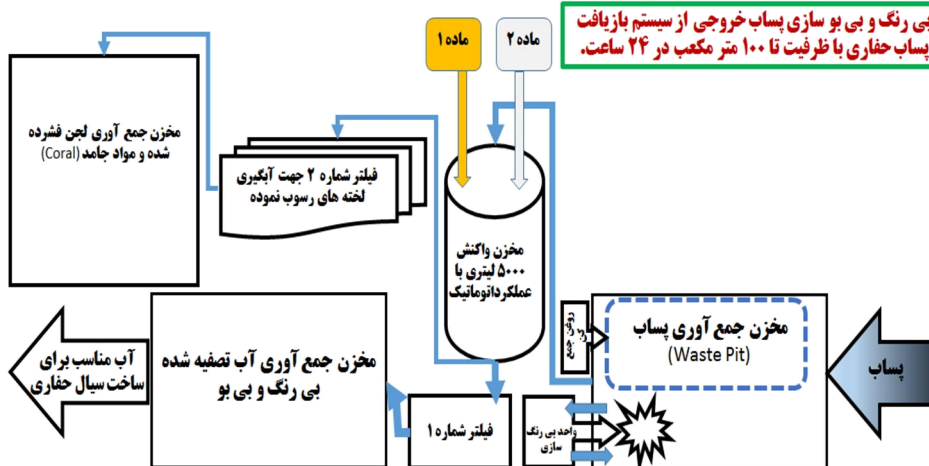 بی رنگ و بی بو سازی پساب خروجی از سیستم بازیافت
پساب حفاری با ظرفیت تا ۱۰۰ متر مکعب در ۲۴ ساعت.
ماده ۲
ماده ۱
مخزن جمع آوری لجن فشرده
شده و مواد جامد (Coral)
فیلتر شماره ۲ جهت آبگیری
لخته های رسوب نموده
مخزن واکنش
۵۰۰۰ لیتری با
عملکرداتوماتیک
روغن جمع
کن
مخزن جمع آوری پساب
(Waste Pit)
پساب
واحد بی رنگ
سازی
فیلتر شماره ۱
مخزن جمع آوری آب تصفیه شده
بی رنگ و بی بو
آب مناسب برای
ساخت سیال حفاری